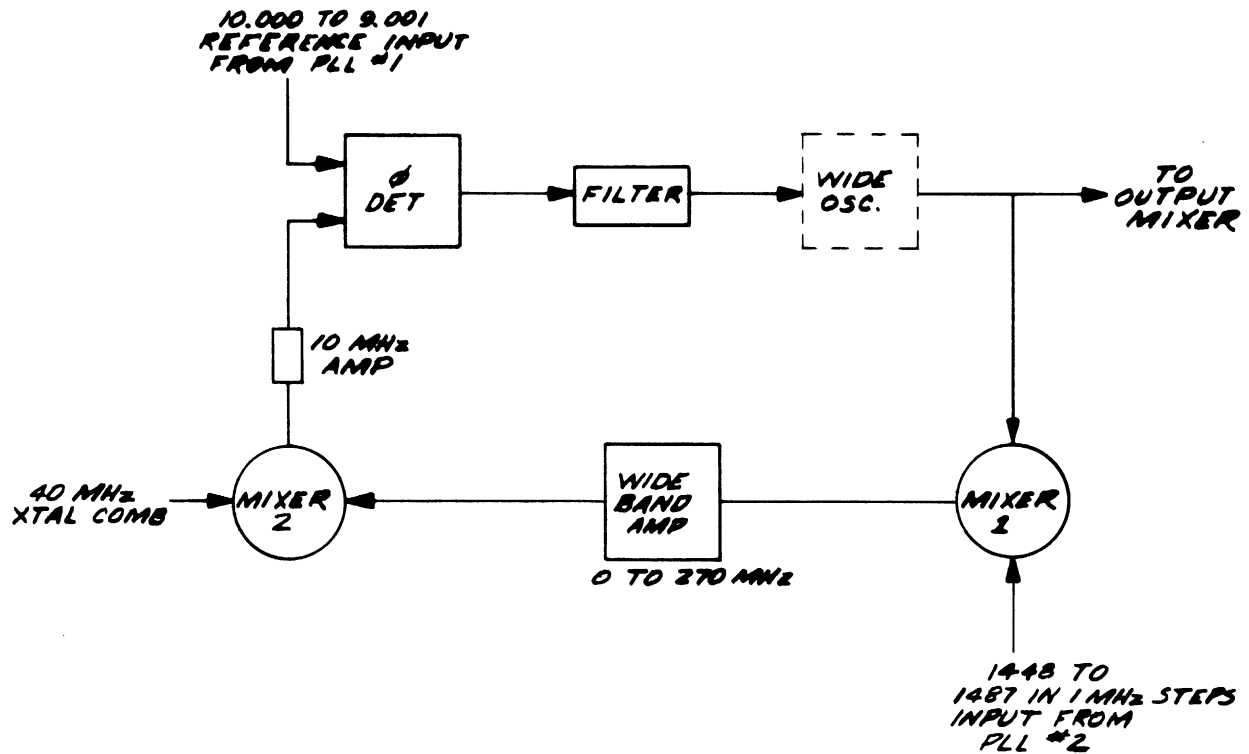 10.000 TO 9.001
REFERENCE INPUT
FROM PLL #1
ø
DET
FILTER
WIDE
OSC.
TO
OUTPUT
MIXER
10 MHz
AMP
40 MHz
XTAL COMB
MIXER
2
WIDE
BAND
AMP
0 TO 270 MHz
MIXER
1
1448 TO
1487 IN 1 MHz STEPS
INPUT FROM
PLL #2